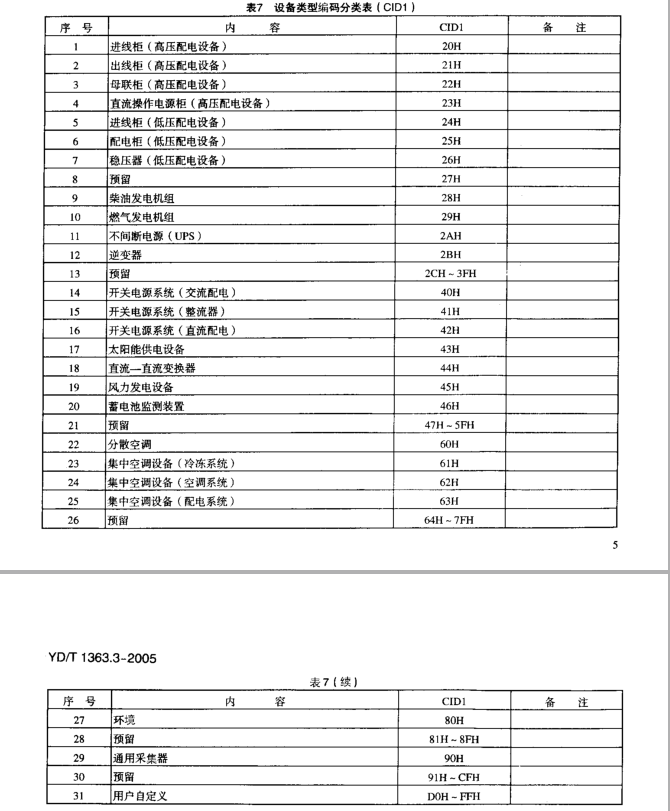 表7 设备类型编码分类表（CID1）
序 号 内 容 CID1 备 注
1 进线柜（高压配电设备） 20H
2 出线柜（高压配电设备） 21H
3 母联柜（高压配电设备） 22H
4 直流操作电源柜（高压配电设备） 23H
5 进线柜（低压配电设备） 24H
6 配电柜（低压配电设备） 25H
7 稳压器（低压配电设备） 26H
8 预留 27H
9 柴油发电机组 28H
10 燃气发电机组 29H
11 不间断电源（UPS） 2AH
12 逆变器 2BH
13 预留 2CH～3FH
14 开关电源系统（交流配电） 40H
15 开关电源系统（整流器） 41H
16 开关电源系统（直流配电） 42H
17 太阳能供电设备 43H
18 直流—直流变换器 44H
19 风力发电设备 45H
20 蓄电池监测装置 46H
21 预留 47H～5FH
22 分散空调 60H
23 集中空调设备（冷冻系统） 61H
24 集中空调设备（空调系统） 62H
25 集中空调设备（配电系统） 63H
26 预留 64H～7FH
5
YD/T 1363.3-2005
表7（续）
序 号 内 容 CID1 备 注
27 环境 80H
28 预留 81H～8FH
29 通用采集器 90H
30 预留 91H～CFH
31 用户自定义 D0H～FFH